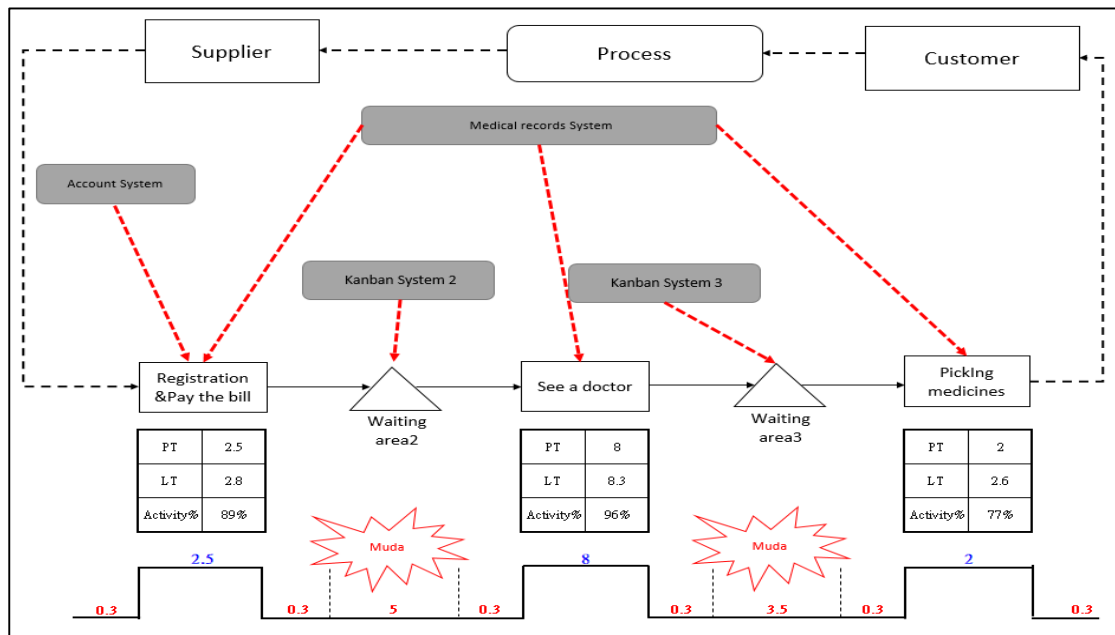 Supplier
Process
Customer
Medical records System
Account System
Kanban System 2
Kanban System 3
Registration
&Pay the bill
Waiting
area2
See a doctor
Waiting
area3
PickIng
medicines
PT 2.5
LT 2.8
Activity% 89%
PT 8
LT 8.3
Activity% 96%
PT 2
LT 2.6
Activity% 77%
Muda
Muda
2.5
8
2
0.3 0.3 5 0.3 0.3 3.5 0.3 0.3